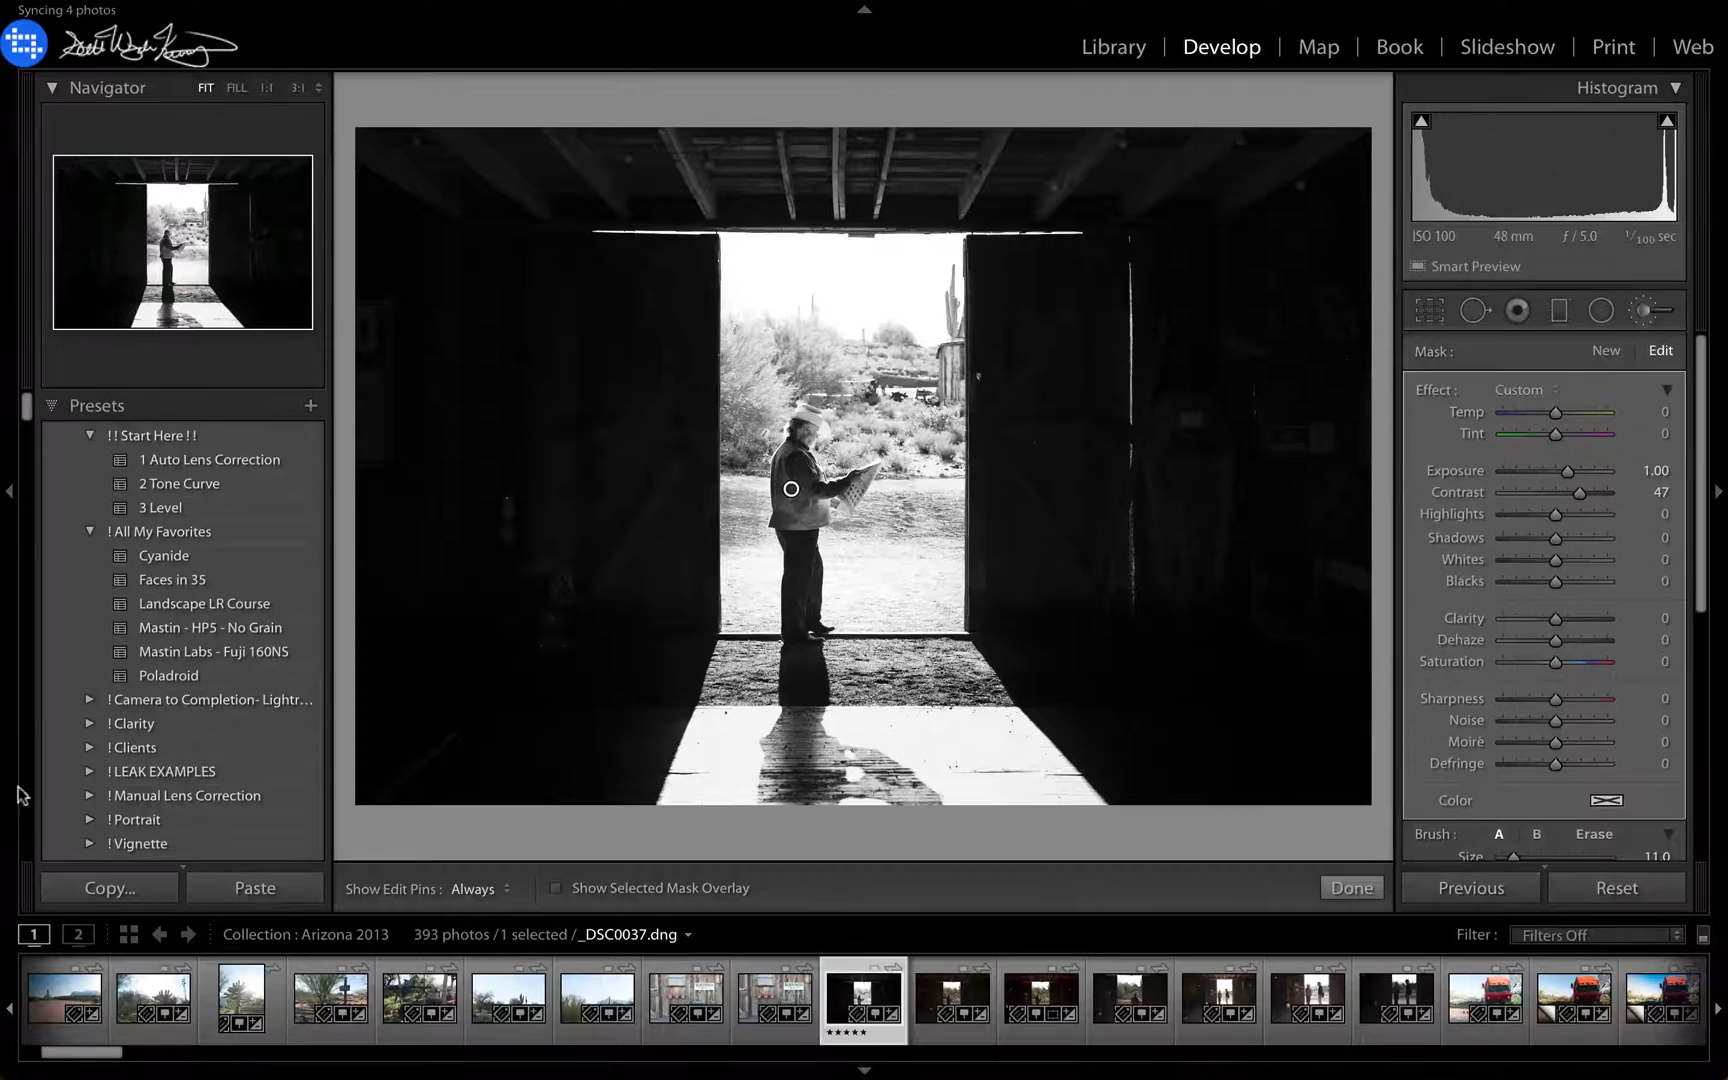 Syncing 4 photos
Library | Develop | Map | Book | Slideshow | Print | Web
Navigator FIT FILL 1:1 3:1
Histogram
ISO 100 48 mm ƒ / 5.0 1/100 sec
Smart Preview
Mask : New Edit
Effect : Custom
Temp 0
Tint 0
Exposure 1.00
Contrast 47
Highlights 0
Shadows 0
Whites 0
Blacks 0
Clarity 0
Dehaze 0
Saturation 0
Sharpness 0
Noise 0
Moiré 0
Defringe 0
Color
Brush : A B Erase
Size 11.0
Previous Reset
Presets +
! ! Start Here ! !
1 Auto Lens Correction
2 Tone Curve
3 Level
! All My Favorites
Cyanide
Faces in 35
Landscape LR Course
Mastin - HP5 - No Grain
Mastin Labs - Fuji 160NS
Poladroid
! Camera to Completion- Lightr…
! Clarity
! Clients
! LEAK EXAMPLES
! Manual Lens Correction
! Portrait
! Vignette
Copy... Paste
Show Edit Pins : Always Show Selected Mask Overlay Done
1 2 Collection : Arizona 2013 393 photos / 1 selected / _DSC0037.dng Filter : Filters Off